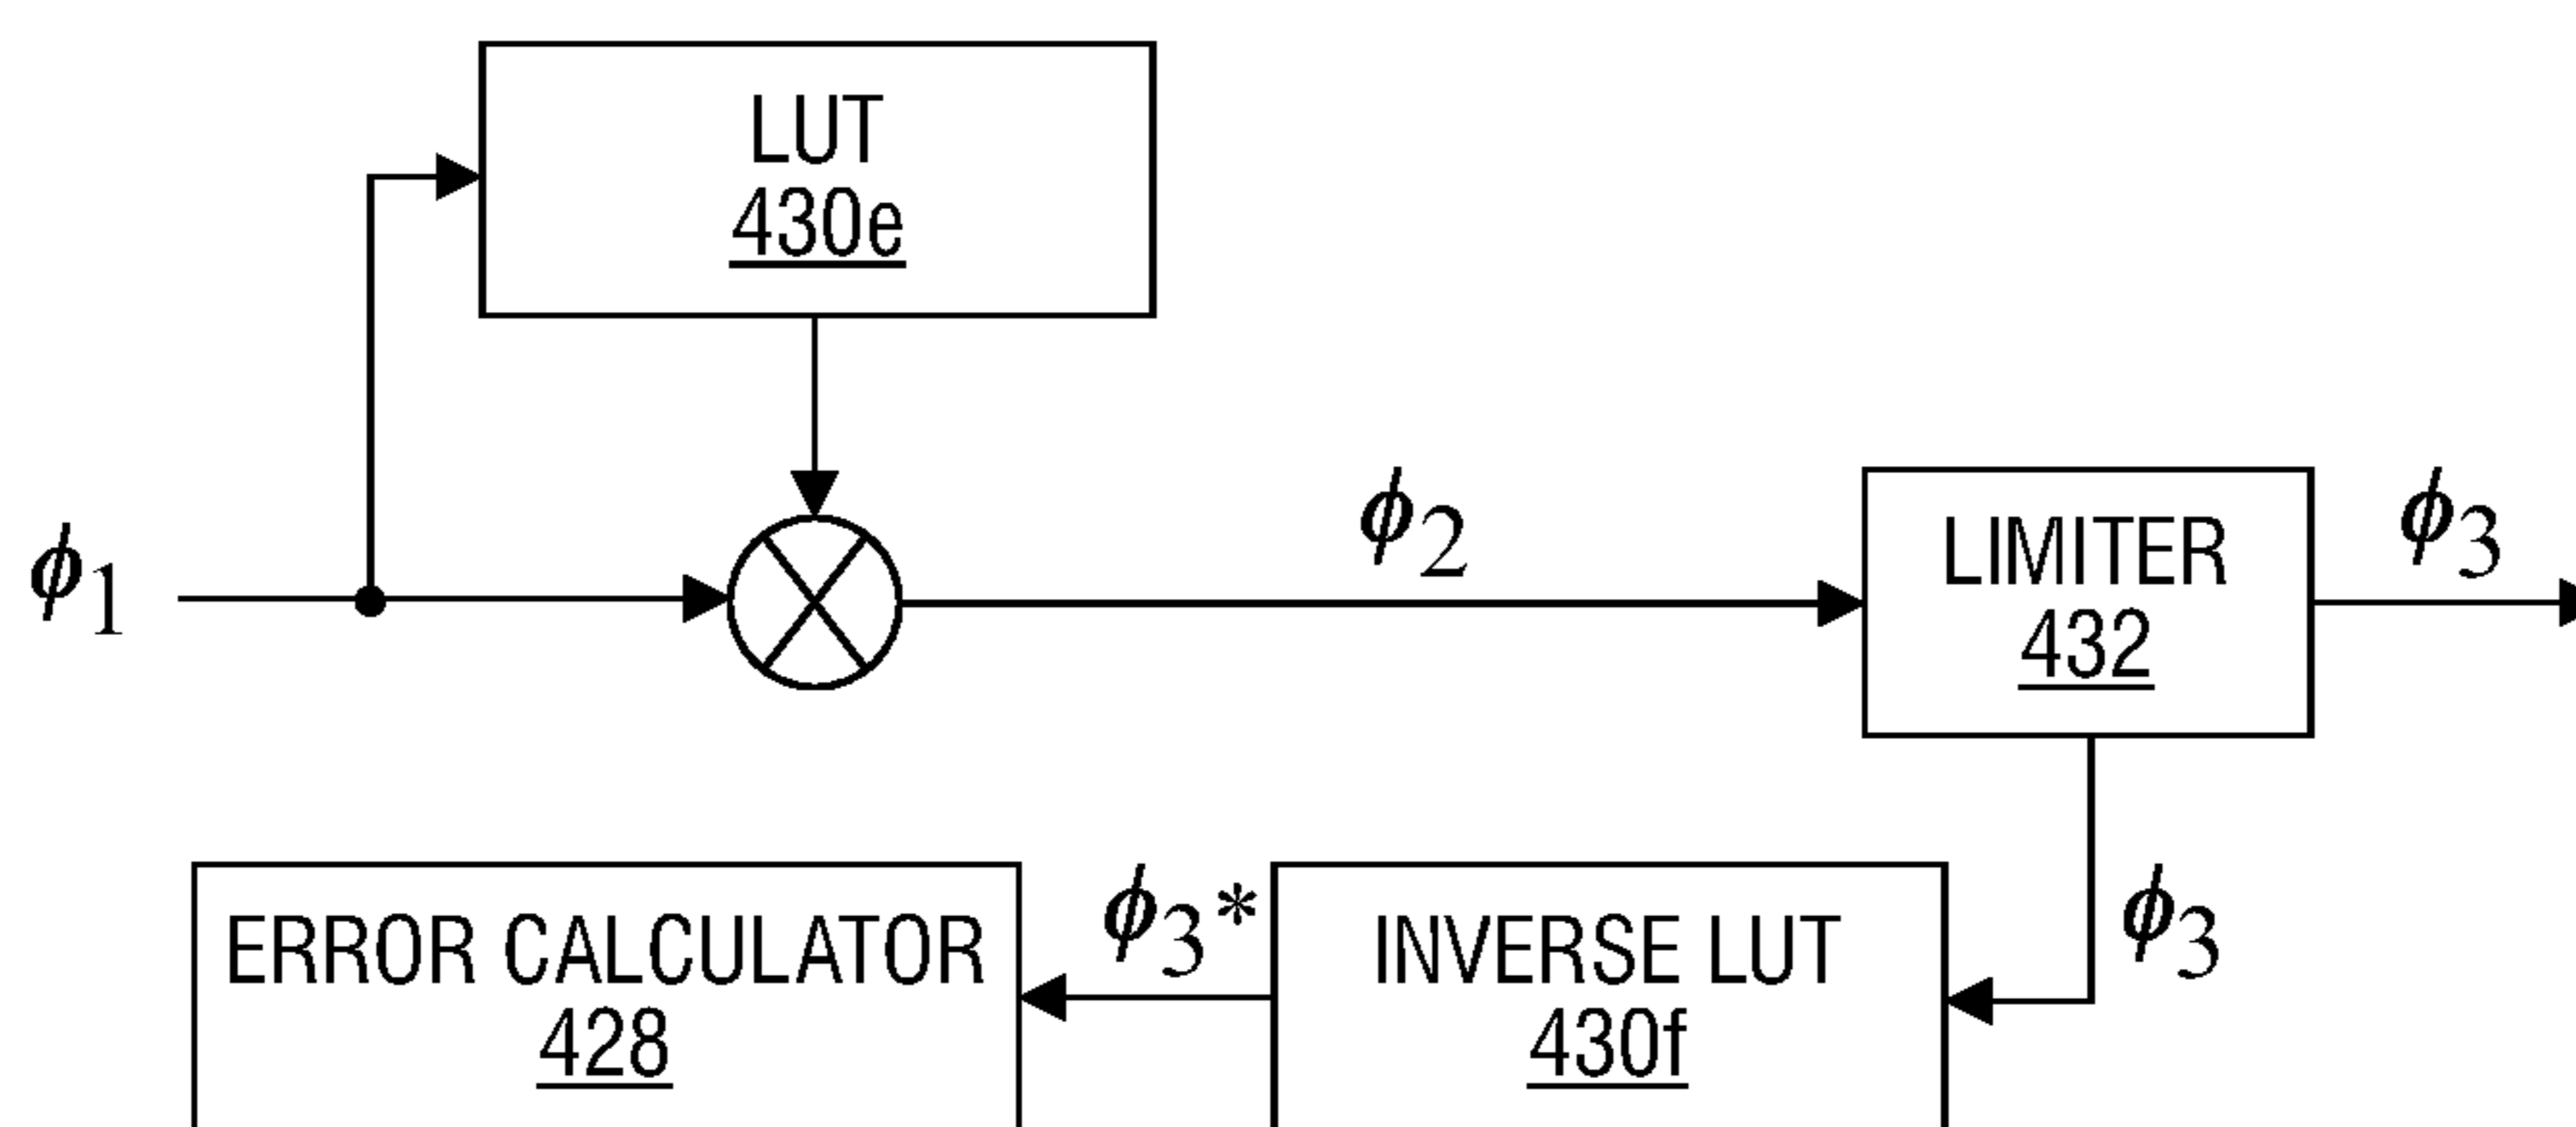 LUT
430e
ϕ1
ϕ2
LIMITER
432
ϕ3
ERROR CALCULATOR
428
ϕ3*
INVERSE LUT
430f
ϕ3